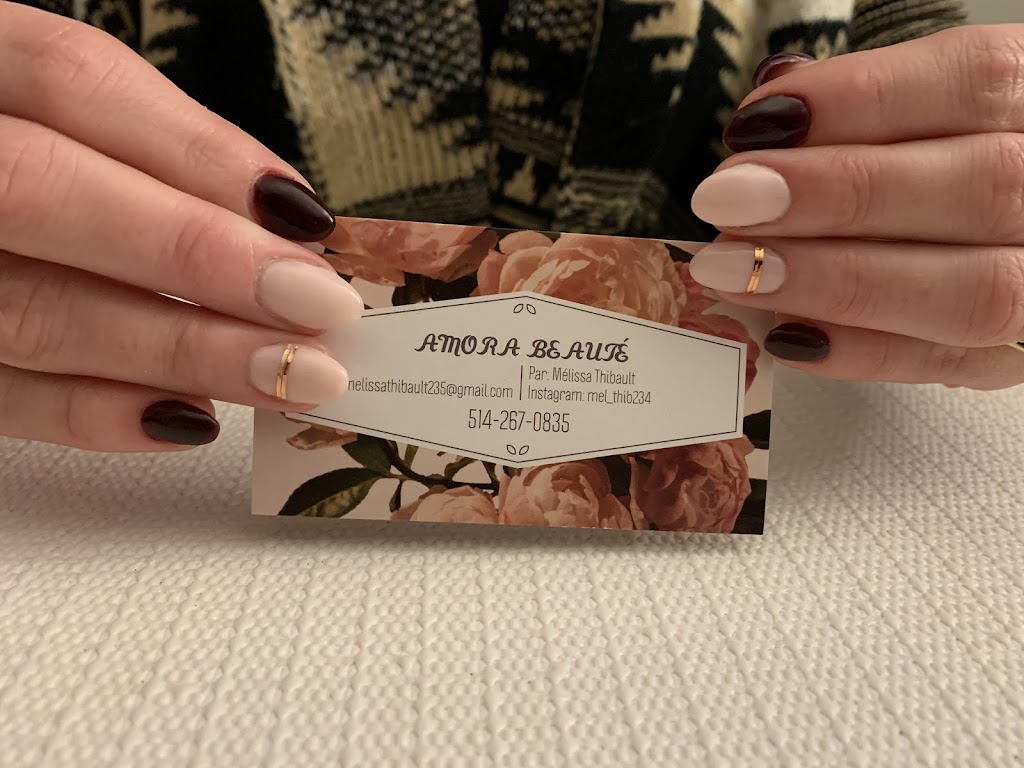 AMORA BEAUTÉ
melissathibault235@gmail.com
Par: Mélissa Thibault
Instagram: mel_thib234
514-267-0835